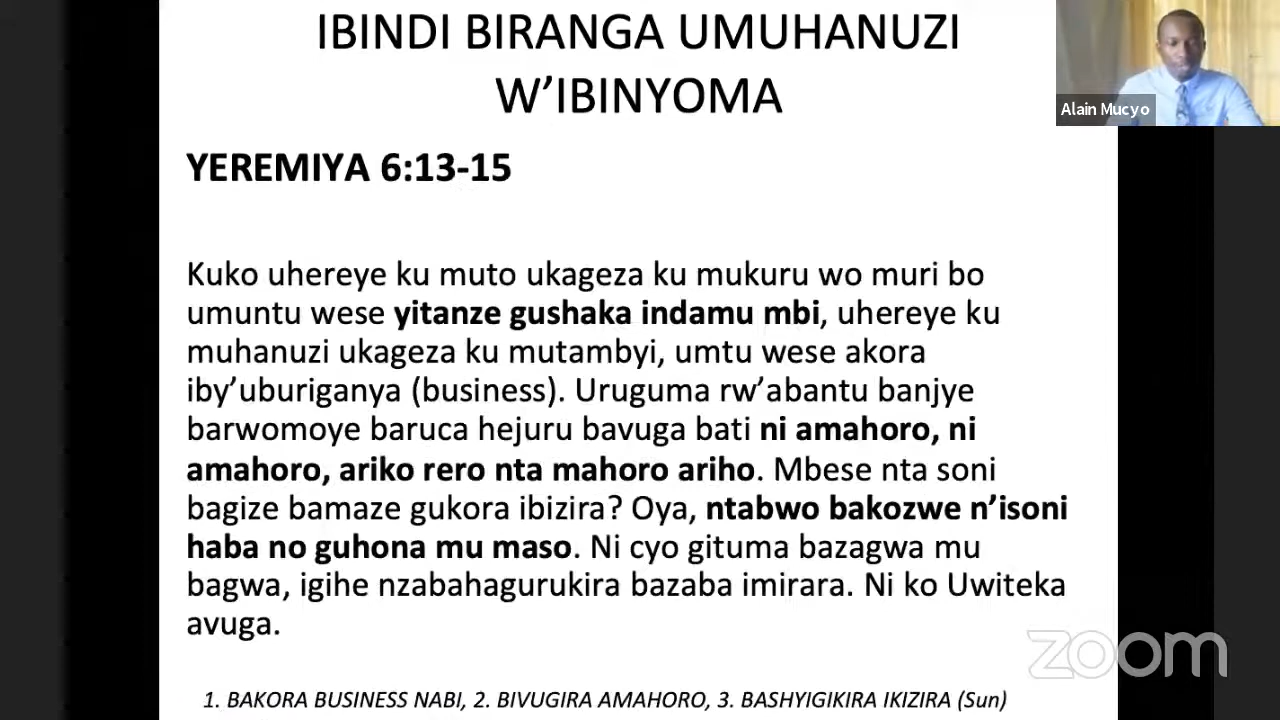 IBINDI BIRANGA UMUHANUZI
W’IBINYOMA
Alain Mucyo
YEREMIYA 6:13-15
Kuko uhereye ku muto ukageza ku mukuru wo muri bo
umuntu wese yitanze gushaka indamu mbi, uhereye ku
muhanuzi ukageza ku mutambyi, umtu wese akora
iby’uburiganya (business). Uruguma rw’abantu banjye
barwomoye baruca hejuru bavuga bati ni amahoro, ni
amahoro, ariko rero nta mahoro ariho. Mbese nta soni
bagize bamaze gukora ibizira? Oya, ntabwo bakozwe n’isoni
haba no guhona mu maso. Ni cyo gituma bazagwa mu
bagwa, igihe nzabahagurukira bazaba imirara. Ni ko Uwiteka
avuga.
zoom
1. BAKORA BUSINESS NABI, 2. BIVUGIRA AMAHORO, 3. BASHYIGIKIRA IKIZIRA (Sun)